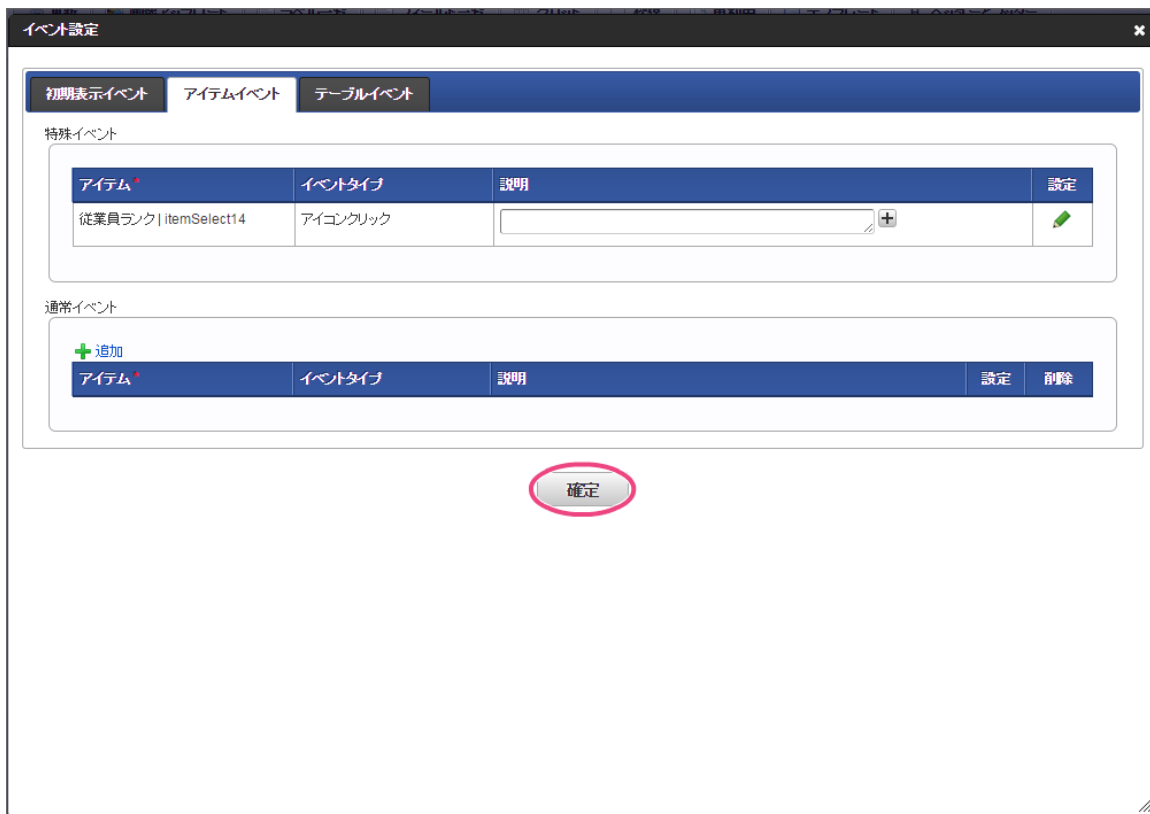 イベント設定
初期表示イベント アイテムイベント テーブルイベント
特殊イベント
アイテム* イベントタイプ 説明 設定
従業員ランク | itemSelect14 アイコンクリック
通常イベント
追加
アイテム* イベントタイプ 説明 設定 削除
確定